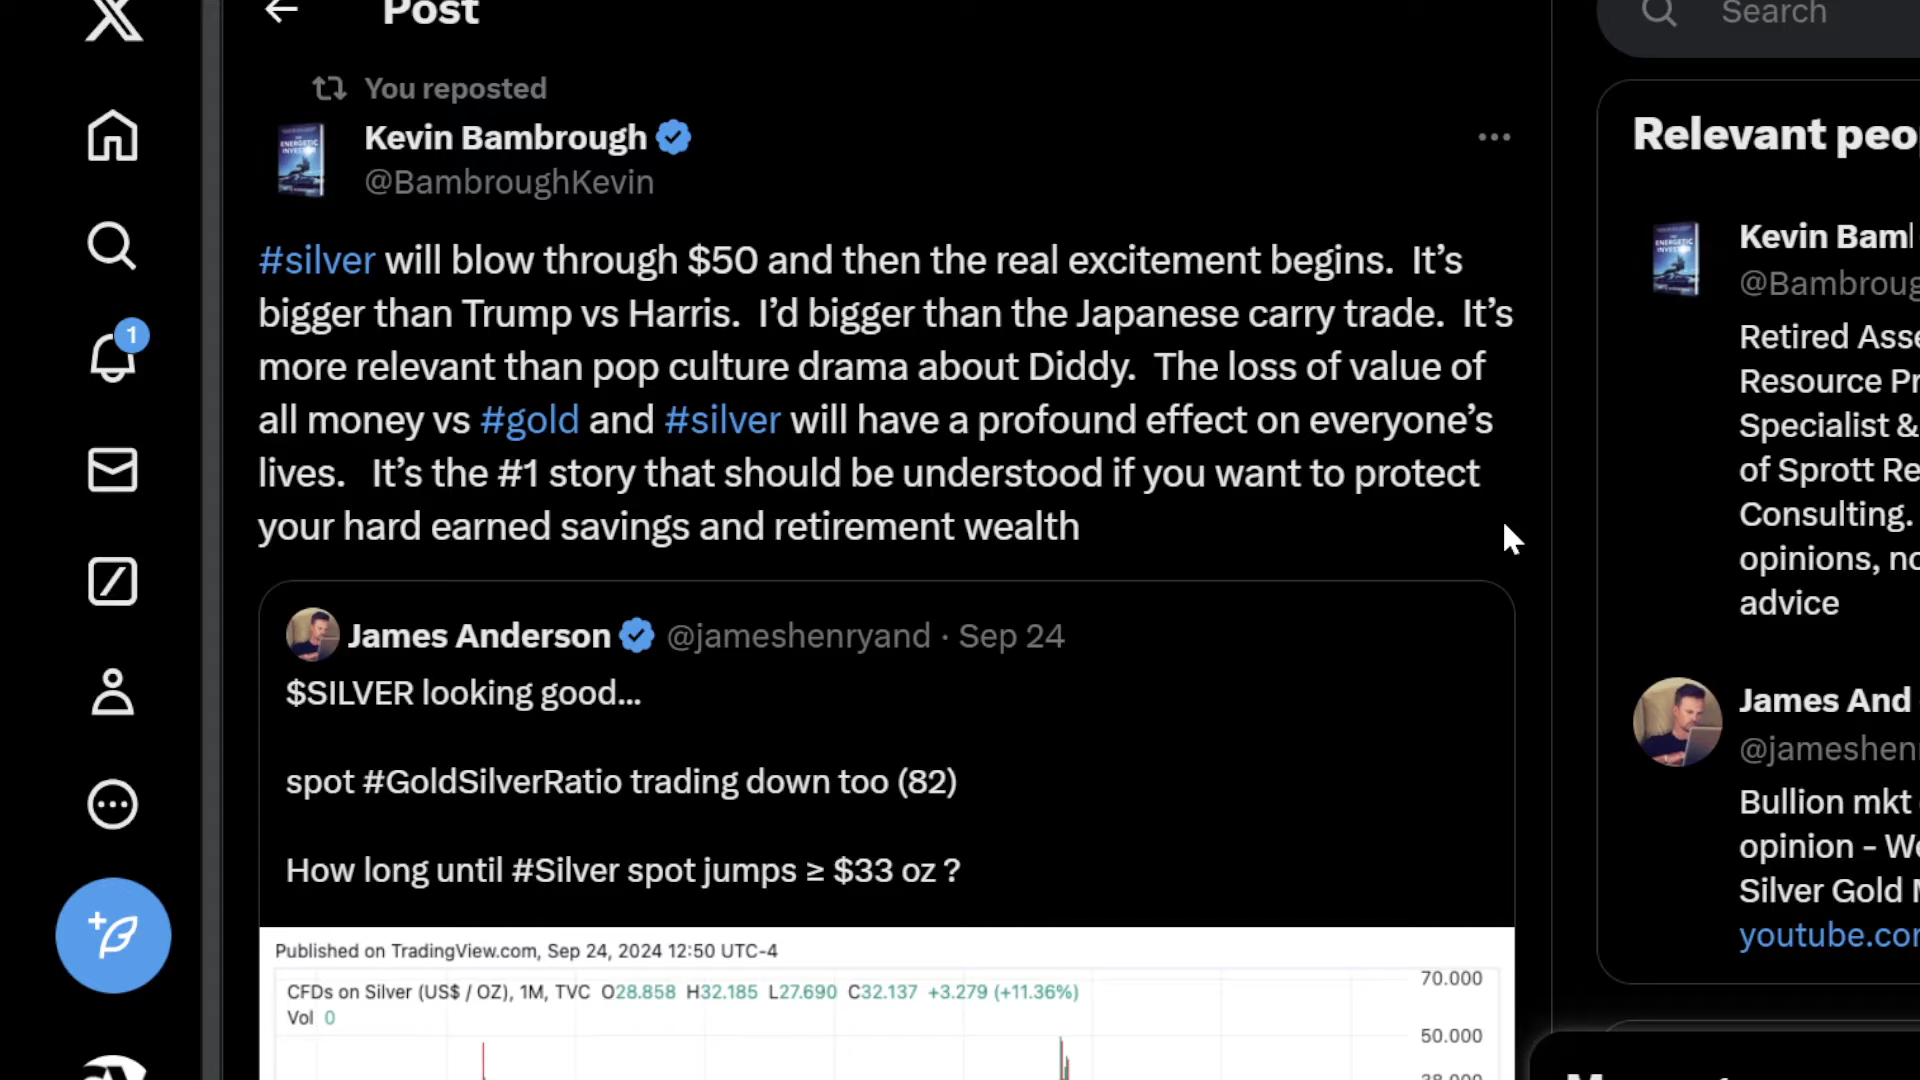 Post
Search
You reposted
Kevin Bambrough
@BambroughKevin
#silver will blow through $50 and then the real excitement begins.  It’s
bigger than Trump vs Harris.  I’d bigger than the Japanese carry trade.  It’s
more relevant than pop culture drama about Diddy.  The loss of value of
all money vs #gold and #silver will have a profound effect on everyone’s
lives.   It’s the #1 story that should be understood if you want to protect
your hard earned savings and retirement wealth
James Anderson @jameshenryand · Sep 24
$SILVER looking good...
spot #GoldSilverRatio trading down too (82)
How long until #Silver spot jumps ≥ $33 oz ?
Published on TradingView.com, Sep 24, 2024 12:50 UTC-4
CFDs on Silver (US$ / OZ), 1M, TVC O28.858 H32.185 L27.690 C32.137 +3.279 (+11.36%)
Vol 0
70.000
50.000
1
ENERGETIC
INVESTOR
Relevant peo
ENERGETIC
Kevin Bam
@Bamboug
Retired Asse
Resource Pr
Specialist &
of Sprott Re
Consulting.
opinions, no
advice
James And
@jameshen
Bullion mkt
opinion - We
Silver Gold M
youtube.co